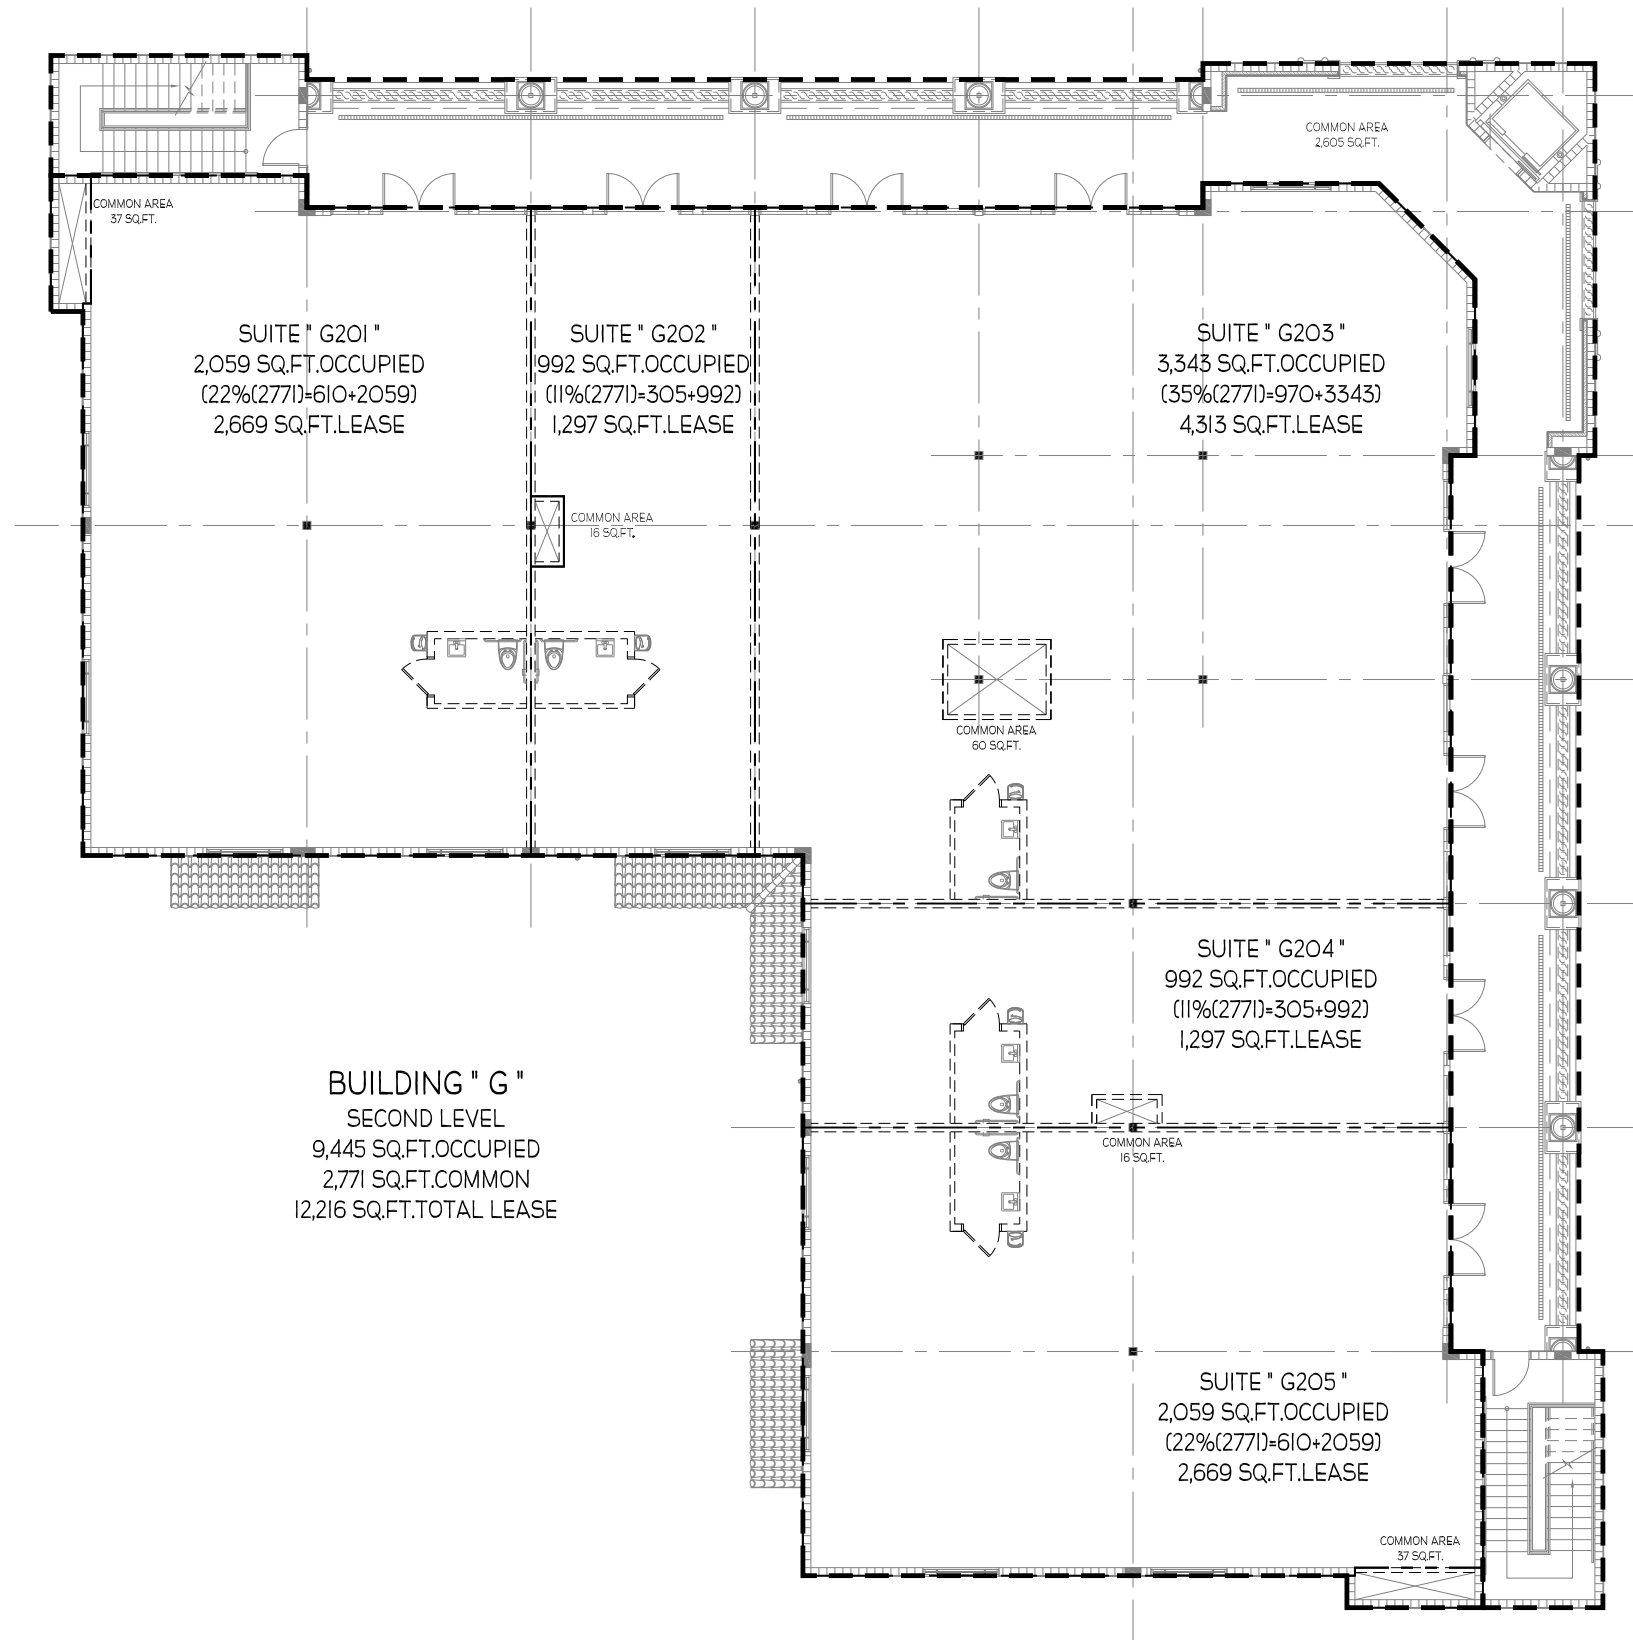 COMMON AREA
2,605 SQ.FT.
COMMON AREA
37 SQ.FT.
SUITE " G201 "
2,059 SQ.FT.OCCUPIED
(22%(2771)=610+2059)
2,669 SQ.FT.LEASE
SUITE " G202 "
992 SQ.FT.OCCUPIED
(11%(2771)=305+992)
1,297 SQ.FT.LEASE
SUITE " G203 "
3,343 SQ.FT.OCCUPIED
(35%(2771)=970+3343)
4,313 SQ.FT.LEASE
COMMON AREA
16 SQ.FT.
COMMON AREA
60 SQ.FT.
SUITE " G204 "
992 SQ.FT.OCCUPIED
(11%(2771)=305+992)
1,297 SQ.FT.LEASE
BUILDING " G "
SECOND LEVEL
9,445 SQ.FT.OCCUPIED
2,771 SQ.FT.COMMON
12,216 SQ.FT.TOTAL LEASE
COMMON AREA
16 SQ.FT.
SUITE " G205 "
2,059 SQ.FT.OCCUPIED
(22%(2771)=610+2059)
2,669 SQ.FT.LEASE
COMMON AREA
37 SQ.FT.